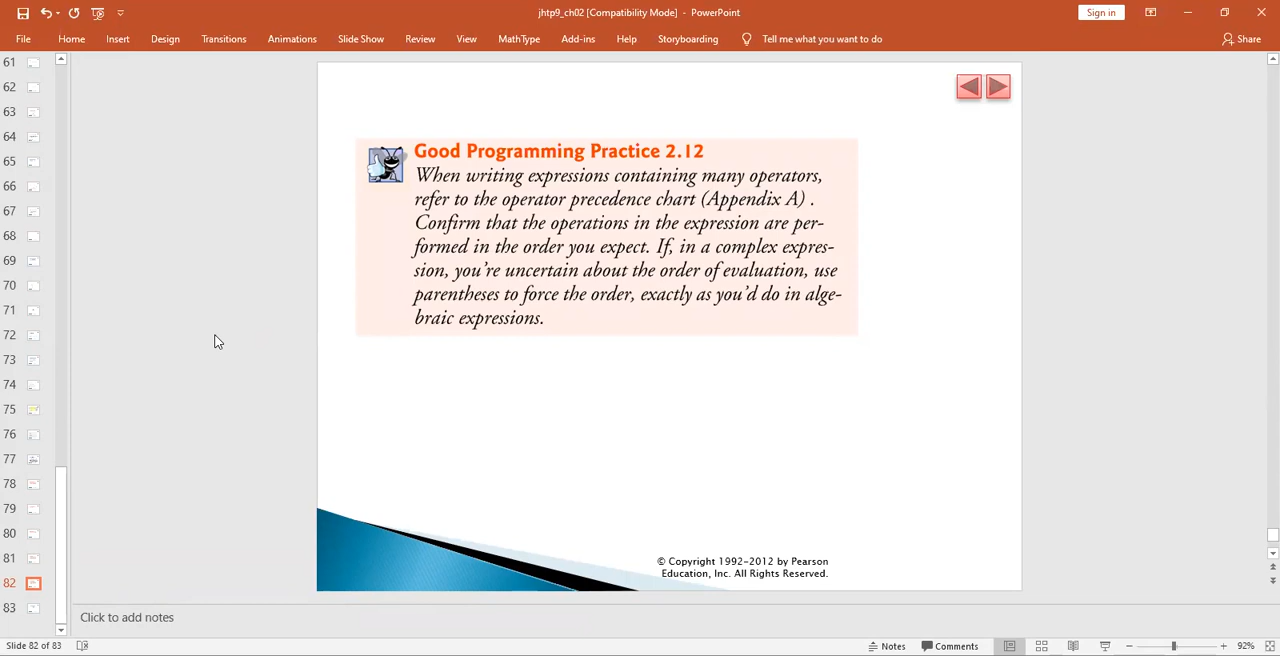 jhtp9_ch02 [Compatibility Mode] - PowerPoint
Sign in
File Home Insert Design Transitions Animations Slide Show Review View MathType Add-ins Help Storyboarding Tell me what you want to do Share
61
62
63
64
65
66
67
68
69
70
71
72
73
74
75
76
77
78
79
80
81
82
83
Good Programming Practice 2.12
When writing expressions containing many operators,
refer to the operator precedence chart (Appendix A) .
Confirm that the operations in the expression are per-
formed in the order you expect. If, in a complex expres-
sion, you're uncertain about the order of evaluation, use
parentheses to force the order, exactly as you'd do in alge-
braic expressions.
© Copyright 1992-2012 by Pearson
Education, Inc. All Rights Reserved.
Click to add notes
Slide 82 of 83 Notes Comments 92%